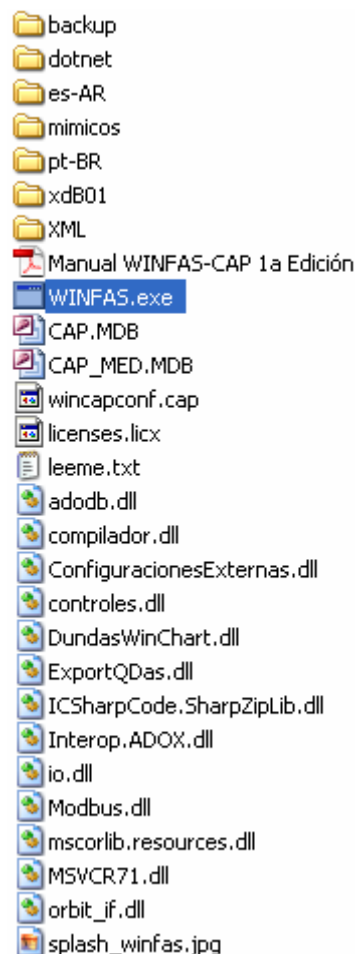 backup
dotnet
es-AR
mimicos
pt-BR
xdB01
XML
Manual WINFAS-CAP 1a Edición
WINFAS.exe
CAP.MDB
CAP_MED.MDB
wincapconf.cap
licenses.licx
leeme.txt
adodb.dll
compilador.dll
ConfiguracionesExternas.dll
controles.dll
DundasWinChart.dll
ExportQDas.dll
ICSharpCode.SharpZipLib.dll
Interop.ADOX.dll
io.dll
Modbus.dll
mscorlib.resources.dll
MSVCR71.dll
orbit_if.dll
splash_winfas.jpg